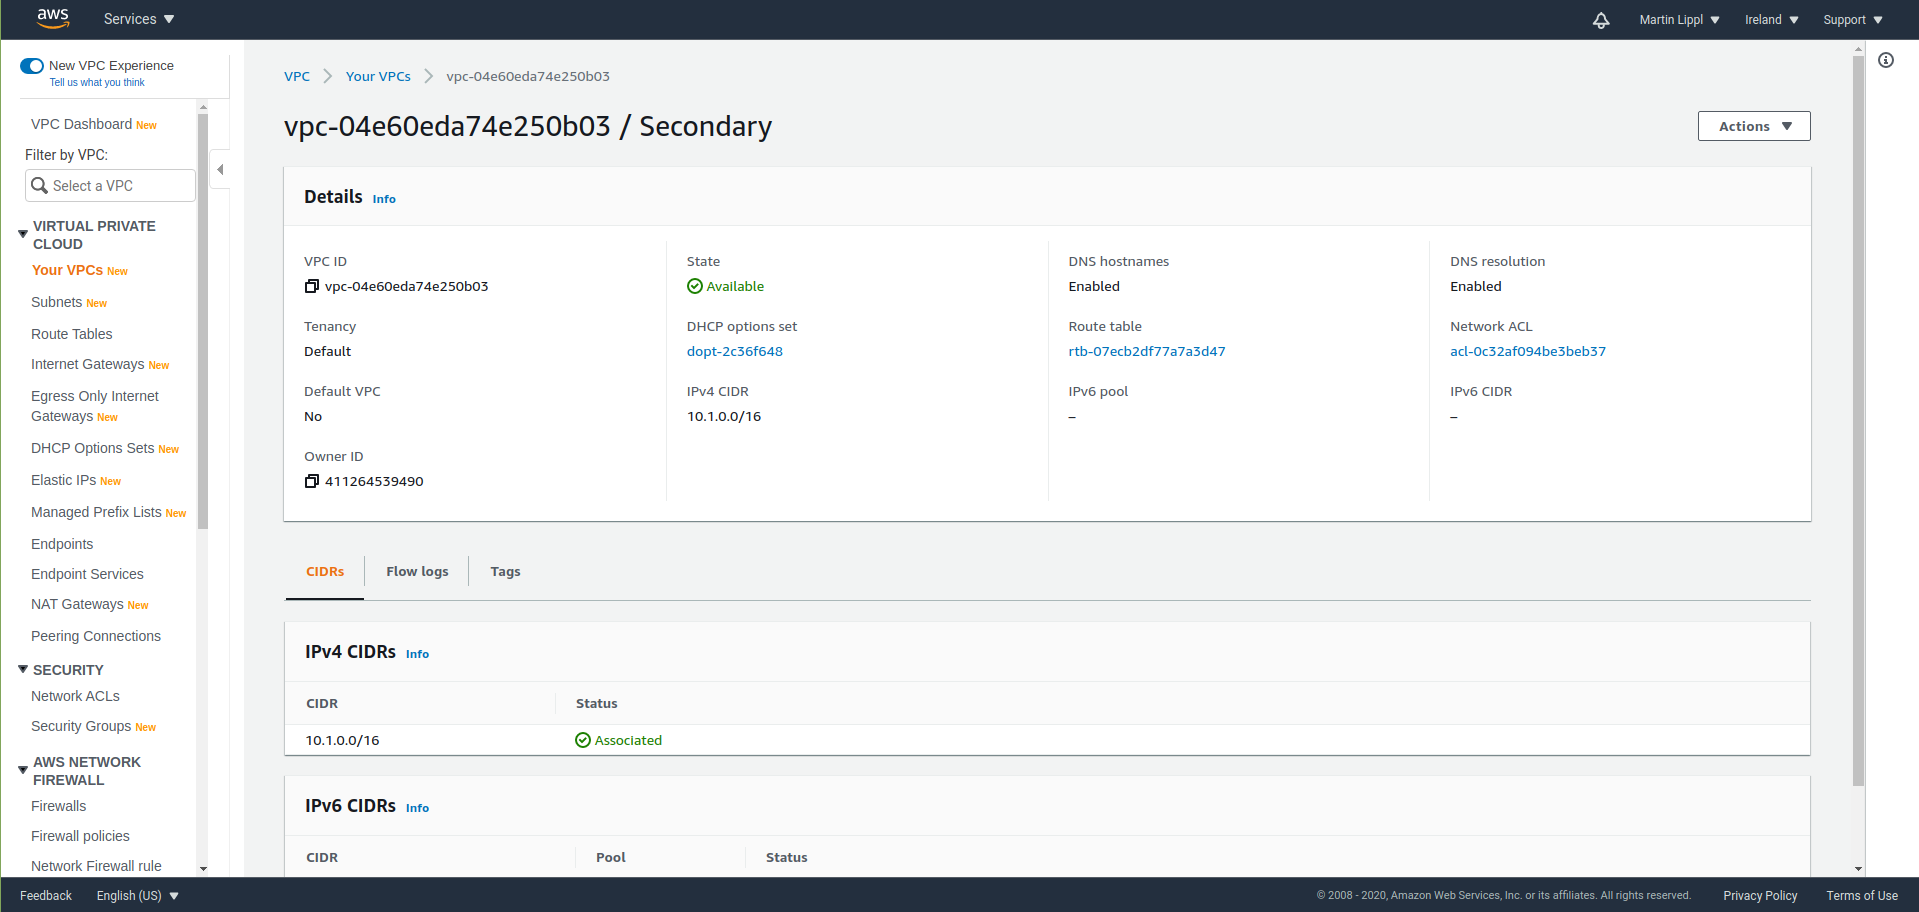 aws
Services
Martin Lippl
Ireland
Support
New VPC Experience
Tell us what you think
VPC Dashboard New
Filter by VPC:
Select a VPC
VIRTUAL PRIVATE
CLOUD
Your VPCs New
Subnets New
Route Tables
Internet Gateways New
Egress Only Internet
Gateways New
DHCP Options Sets New
Elastic IPs New
Managed Prefix Lists New
Endpoints
Endpoint Services
NAT Gateways New
Peering Connections
SECURITY
Network ACLs
Security Groups New
AWS NETWORK
FIREWALL
Firewalls
Firewall policies
Network Firewall rule
VPC Your VPCs vpc-04e60eda74e250b03
vpc-04e60eda74e250b03 / Secondary
Actions
Details Info
VPC ID
vpc-04e60eda74e250b03
State
Available
DNS hostnames
Enabled
DNS resolution
Enabled
Tenancy
Default
DHCP options set
dopt-2c36f648
Route table
rtb-07ecb2df77a7a3d47
Network ACL
acl-0c32af094be3beb37
Default VPC
No
IPv4 CIDR
10.1.0.0/16
IPv6 pool
–
IPv6 CIDR
–
Owner ID
411264539490
CIDRs
Flow logs
Tags
IPv4 CIDRs Info
CIDR Status
10.1.0.0/16 Associated
IPv6 CIDRs Info
CIDR Pool Status
Feedback
English (US)
© 2008 - 2020, Amazon Web Services, Inc. or its affiliates. All rights reserved.
Privacy Policy
Terms of Use